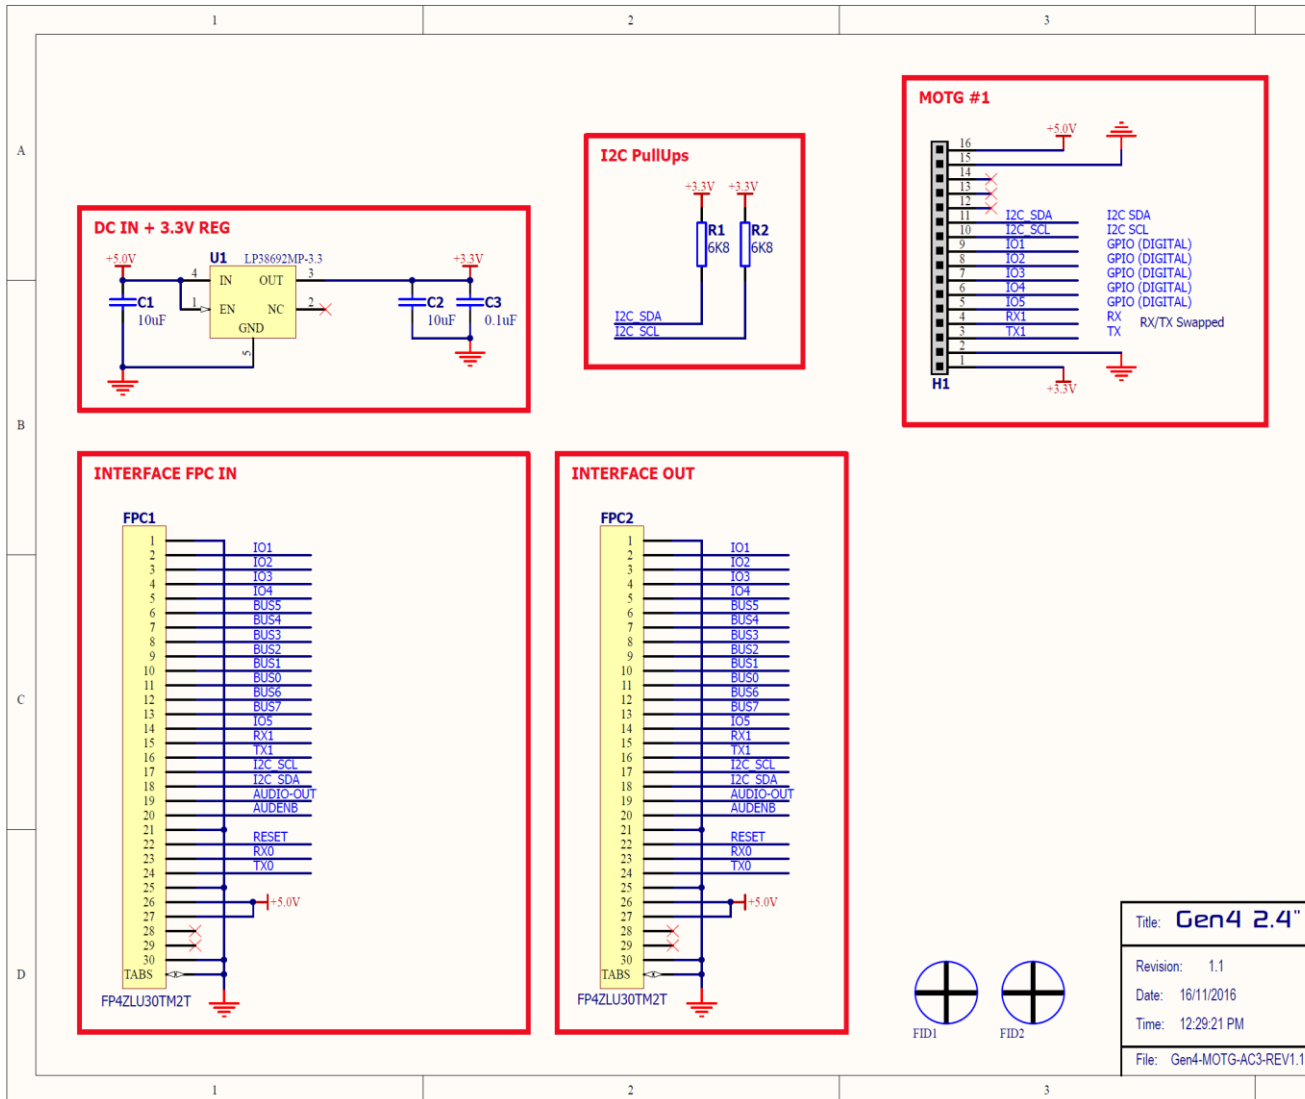 1 2 3
A
B
C
D
DC IN + 3.3V REG
+5.0V
U1 LP38692MP-3.3
4 IN OUT 3
1 EN NC 2
GND
5
C1
10uF
+3.3V
C2
10uF
C3
0.1uF
I2C PullUps
+3.3V +3.3V
R1
6K8
R2
6K8
I2C_SDA
I2C_SCL
MOTG #1
+5.0V
16
15
14
13
12
11 I2C_SDA I2C SDA
10 I2C_SCL I2C SCL
9 IO1 GPIO (DIGITAL)
8 IO2 GPIO (DIGITAL)
7 IO3 GPIO (DIGITAL)
6 IO4 GPIO (DIGITAL)
5 IO5 GPIO (DIGITAL)
4 RX1 RX
3 TX1 TX
RX/TX Swapped
2
1
H1
+3.3V
INTERFACE FPC IN
FPC1
1
2 IO1
3 IO2
4 IO3
5 IO4
6 BUS5
7 BUS4
8 BUS3
9 BUS2
10 BUS1
11 BUS0
12 BUS6
13 BUS7
14 IO5
15 RX1
16 TX1
17 I2C_SCL
18 I2C_SDA
19 AUDIO-OUT
20 AUDENB
21
22 RESET
23 RX0
24 TX0
25
26 +5.0V
27
28
29
30
TABS
FP4ZLU30TM2T
INTERFACE OUT
FPC2
1
2 IO1
3 IO2
4 IO3
5 IO4
6 BUS5
7 BUS4
8 BUS3
9 BUS2
10 BUS1
11 BUS0
12 BUS6
13 BUS7
14 IO5
15 RX1
16 TX1
17 I2C_SCL
18 I2C_SDA
19 AUDIO-OUT
20 AUDENB
21
22 RESET
23 RX0
24 TX0
25
26 +5.0V
27
28
29
30
TABS
FP4ZLU30TM2T
FID1 FID2
Title: Gen4 2.4"
Revision: 1.1
Date: 16/11/2016
Time: 12:29:21 PM
File: Gen4-MOTG-AC3-REV1.1
1 2 3